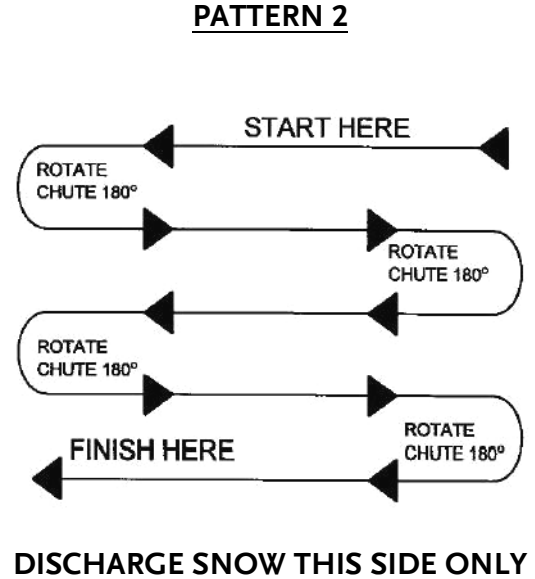 PATTERN 2
START HERE
ROTATE
CHUTE 180°
ROTATE
CHUTE 180°
ROTATE
CHUTE 180°
ROTATE
CHUTE 180°
FINISH HERE
DISCHARGE SNOW THIS SIDE ONLY